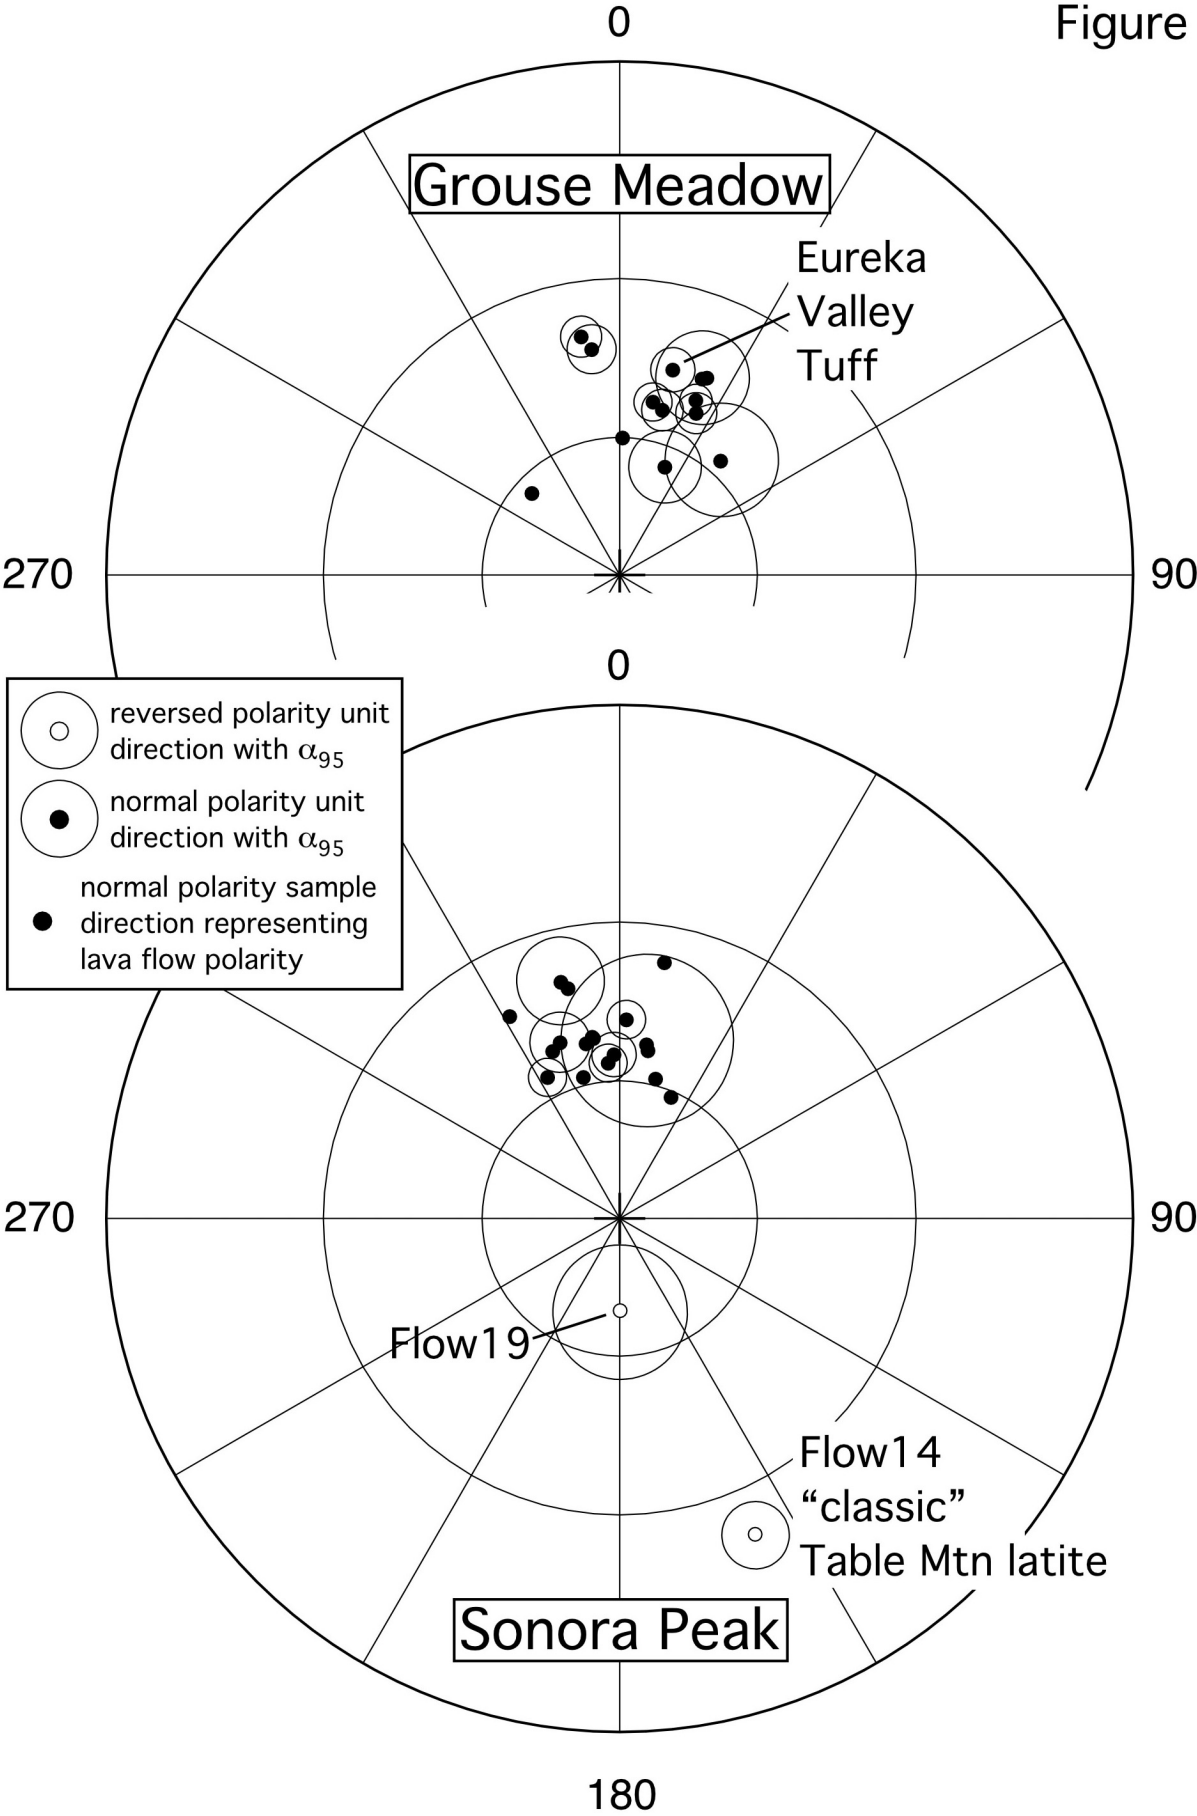 Figure
0
Grouse Meadow
Eureka
Valley
Tuff
270
90
0
reversed polarity unit
direction with α95
normal polarity unit
direction with α95
normal polarity sample
direction representing
lava flow polarity
270
90
Flow19
Flow14
“classic”
Table Mtn latite
Sonora Peak
180